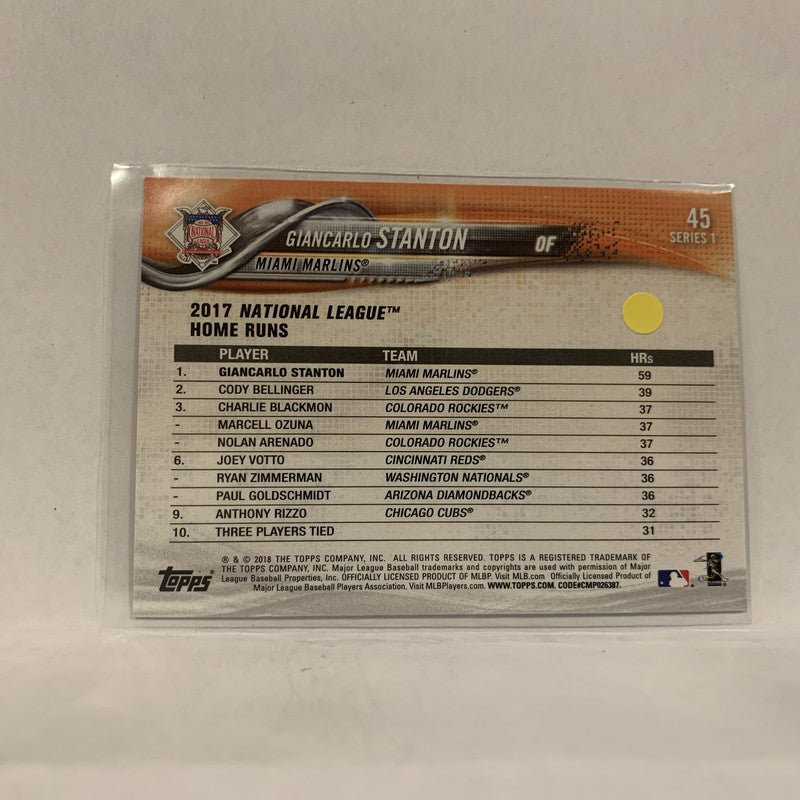 45
SERIES 1
NATIONAL LEAGUE
GIANCARLO STANTON OF
MIAMI MARLINS®
2017 NATIONAL LEAGUE™
HOME RUNS
PLAYER TEAM HRs
1. GIANCARLO STANTON MIAMI MARLINS® 59
2. CODY BELLINGER LOS ANGELES DODGERS® 39
3. CHARLIE BLACKMON COLORADO ROCKIES™ 37
- MARCELL OZUNA MIAMI MARLINS® 37
- NOLAN ARENADO COLORADO ROCKIES™ 37
6. JOEY VOTTO CINCINNATI REDS® 36
- RYAN ZIMMERMAN WASHINGTON NATIONALS® 36
- PAUL GOLDSCHMIDT ARIZONA DIAMONDBACKS® 36
9. ANTHONY RIZZO CHICAGO CUBS® 32
10. THREE PLAYERS TIED 31
® & © 2018 THE TOPPS COMPANY, INC. ALL RIGHTS RESERVED. TOPPS IS A REGISTERED TRADEMARK OF
THE TOPPS COMPANY, INC. Major League Baseball trademarks and copyrights are used with permission of Major
League Baseball Properties, Inc. OFFICIALLY LICENSED PRODUCT OF MLBP. Visit MLB.com Officially Licensed Product of
Major League Baseball Players Association. Visit MLBPlayers.com. WWW.TOPPS.COM. CODE#CMP026387.
topps®